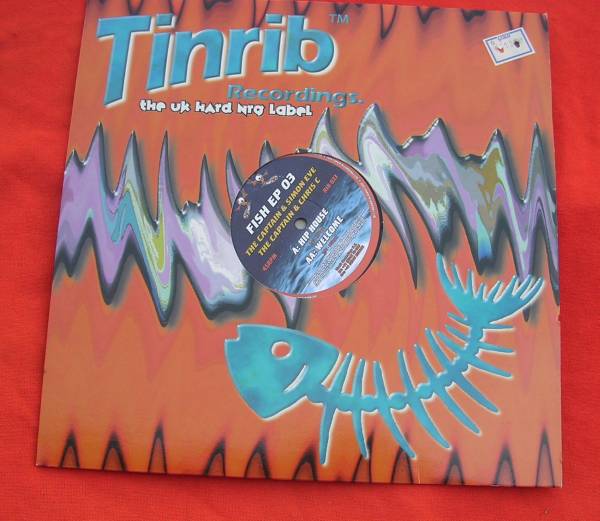 Tinrib™
Recordings.
the UK HArd Nrg LAbeL
FISH EP 03
THE CAPTAIN & SIMON EVE
THE CAPTAIN & CHRIS C
45RPM
A: HIP HOUSE
AA: WELCOME